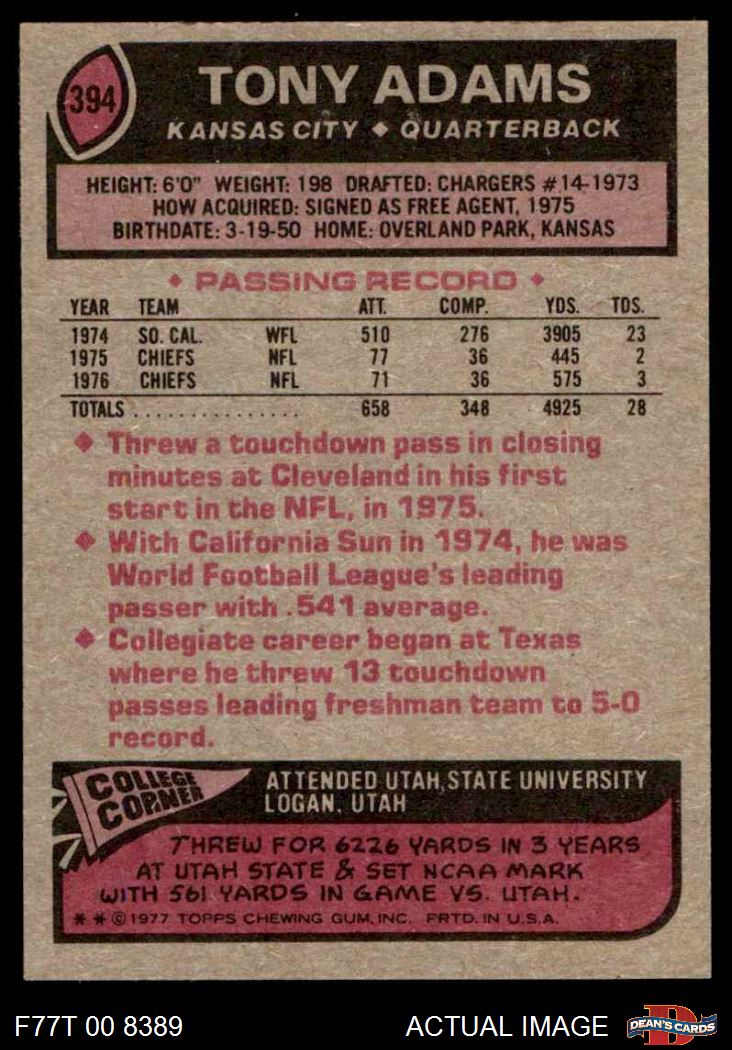 394
TONY ADAMS
KANSAS CITY ◆ QUARTERBACK
HEIGHT: 6'0" WEIGHT: 198 DRAFTED: CHARGERS #14-1973
HOW ACQUIRED: SIGNED AS FREE AGENT, 1975
BIRTHDATE: 3-19-50 HOME: OVERLAND PARK, KANSAS
◆ PASSING RECORD ◆
YEAR TEAM ATT. COMP. YDS. TDS.
1974 SO. CAL. WFL 510 276 3905 23
1975 CHIEFS NFL 77 36 445 2
1976 CHIEFS NFL 71 36 575 3
TOTALS ................ 658 348 4925 28
◆ Threw a touchdown pass in closing
minutes at Cleveland in his first
start in the NFL, in 1975.
◆ With California Sun in 1974, he was
World Football League's leading
passer with .541 average.
◆ Collegiate career began at Texas
where he threw 13 touchdown
passes leading freshman team to 5-0
record.
COLLEGE
CORNER
ATTENDED UTAH STATE UNIVERSITY
LOGAN, UTAH
THREW FOR 6226 YARDS IN 3 YEARS
AT UTAH STATE & SET NCAA MARK
WITH 561 YARDS IN GAME VS. UTAH.
* * © 1977 TOPPS CHEWING GUM, INC. PRTD. IN U.S.A.
F77T 00 8389 ACTUAL IMAGE
D
DEAN'S CARDS